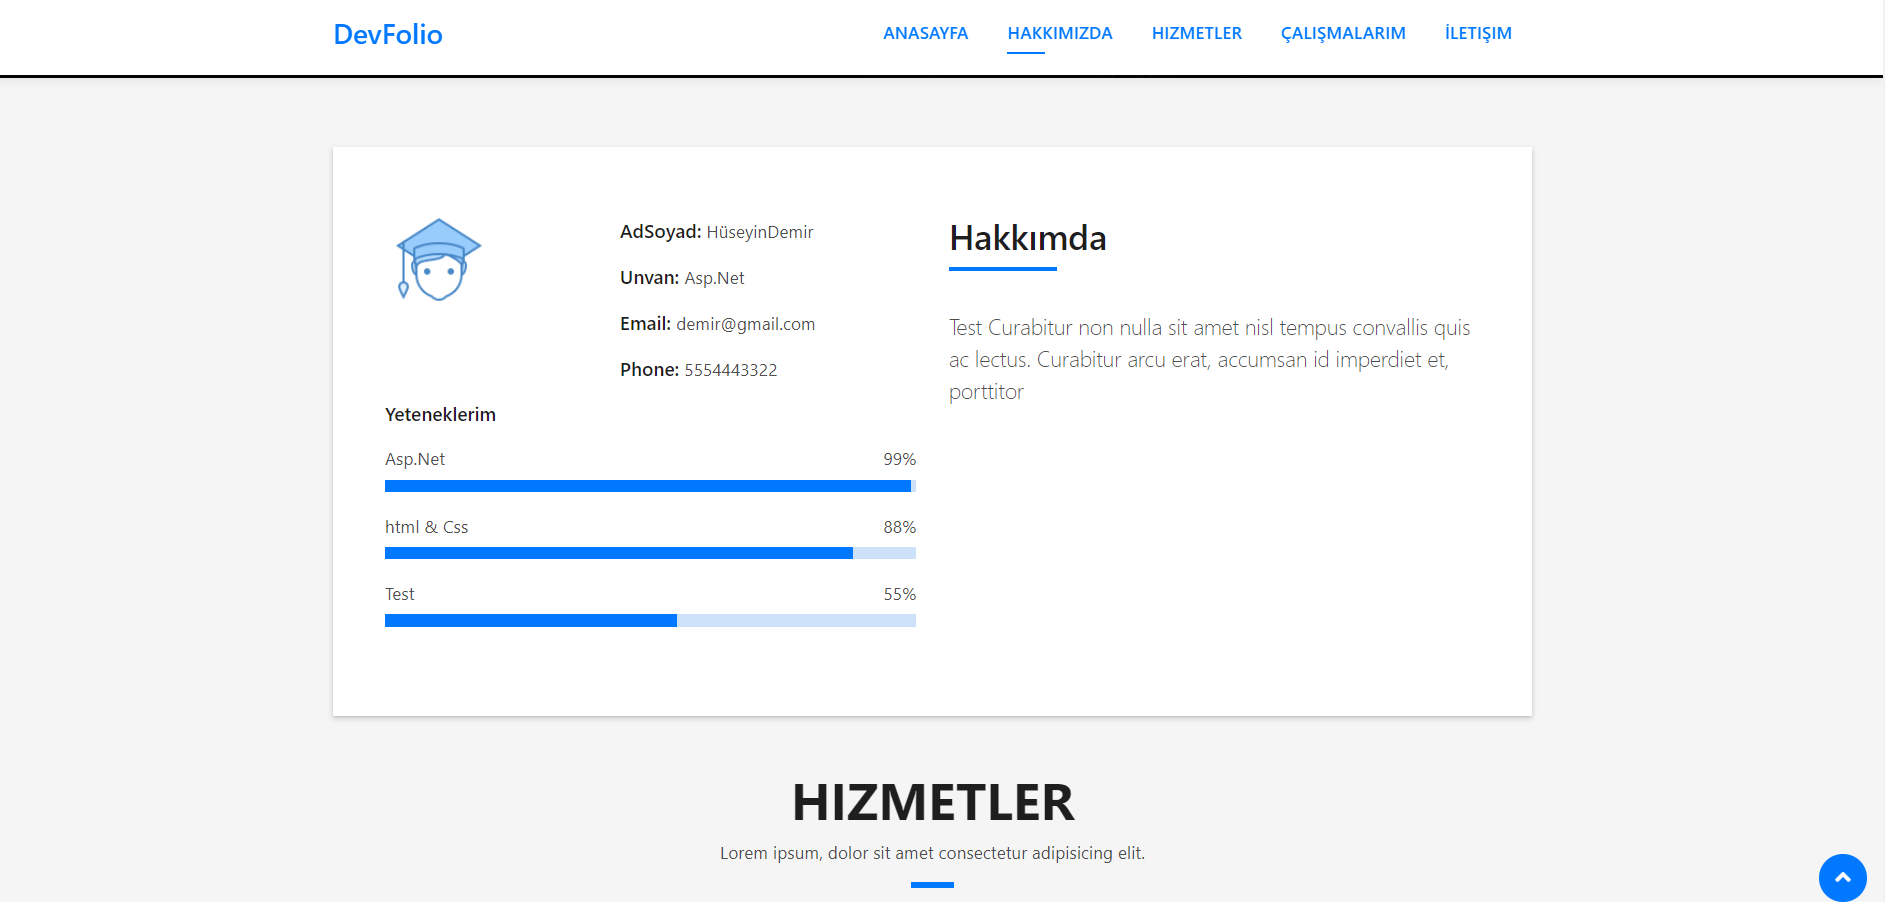 DevFolio
ANASAYFA
HAKKIMIZDA
HIZMETLER
ÇALIŞMALARIM
İLETIŞIM
AdSoyad: HüseyinDemir
Unvan: Asp.Net
Email: demir@gmail.com
Phone: 5554443322
Yeteneklerim
Asp.Net 99%
html & Css 88%
Test 55%
Hakkımda
Test Curabitur non nulla sit amet nisl tempus convallis quis
ac lectus. Curabitur arcu erat, accumsan id imperdiet et,
porttitor
HIZMETLER
Lorem ipsum, dolor sit amet consectetur adipisicing elit.